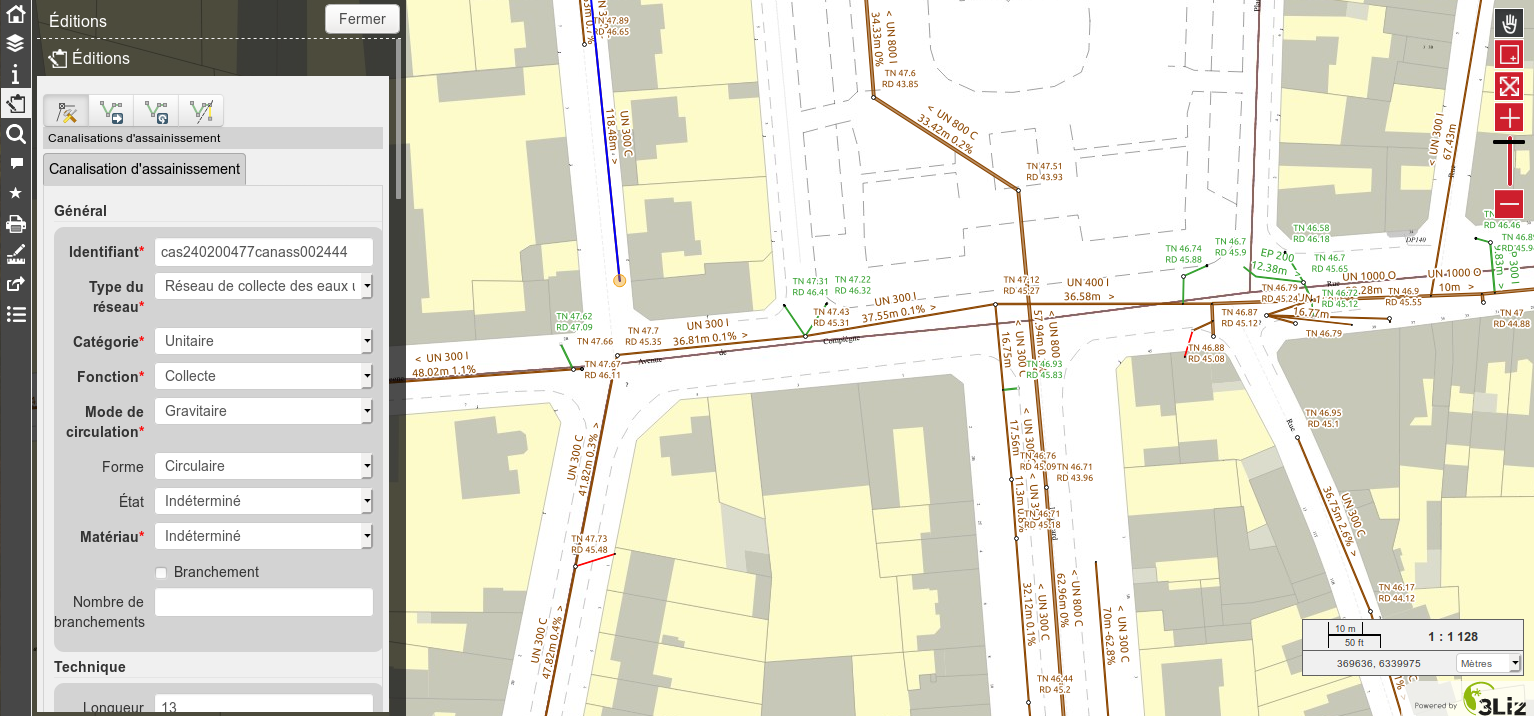 Éditions
Fermer
Éditions
Canalisations d'assainissement
Canalisation d'assainissement
Général
Identifiant*
cas240200477canass002444
Type du
réseau*
Réseau de collecte des eaux
Catégorie*
Unitaire
Fonction*
Collecte
Mode de
circulation*
Gravitaire
Forme
Circulaire
État
Indéterminé
Matériau*
Indéterminé
Branchement
Nombre de
branchements
Technique
Longueur
13
TN 47.89
RD 46.65
118.48m >
UN 300 C
34.33m 0%
< UN 800 I
TN 47.6
RD 43.85
< UN 800 C
33.42m 0.2%
TN 47.51
RD 43.93
< UN 300 I
67.43m
Rue
TN 46.58
RD 46.18
TN 46.74
RD 45.88
TN 46.7
RD 45.9
EP 200
12.38m >
TN 46.7
RD 45.65
DP140
RD 46.46
TN 47.31
RD 46.41
TN 47.22
RD 46.32
TN 47.12
RD 45.27
UN 400 I
36.58m >
TN 46.79
RD 45.24
TN 46.72
RD 45.12
Rue
UN 1000 O
TN 46.9
RD 45.55
UN 1000 O
10m >
9.83m
EP 300 I
TN 47.62
RD 47.09
TN 47.66
TN 47.7
RD 45.35
UN 300 I
36.81m 0.1% >
TN 47.43
RD 45.31
UN 300 I
37.55m 0.1% >
Avenue
de
Compiègne
TN 46.87
RD 45.12
16.77m
TN 46.79
TN 47
RD 44.88
< UN 300 I
48.02m 1.1%
TN 47.67
RD 46.11
16.75m
< UN 300 C
57.94m 0.
< UN 800 C
TN 46.93
RD 45.83
TN 46.88
RD 45.08
UN 300 C
41.82m 0.3% >
17.56m
TN 46.95
RD 45.1
Rue
TN 46.76
RD 45.09
TN 46.71
RD 43.96
TN 46.71
RD 45.18
36.75m 2.6% >
UN 300 C
TN 47.73
RD 45.48
UN 300 C
47.82m 0.4% >
32.12m 0.1%
< UN 300 C
62.96m 0%
< UN 800 C
70m -62.8%
< UN 300 C
TN 46.17
RD 44.12
TN 46.44
RD 45.2
10 m
50 ft
1 : 1 128
369636, 6339975
Mètres
Powered by
3Liz